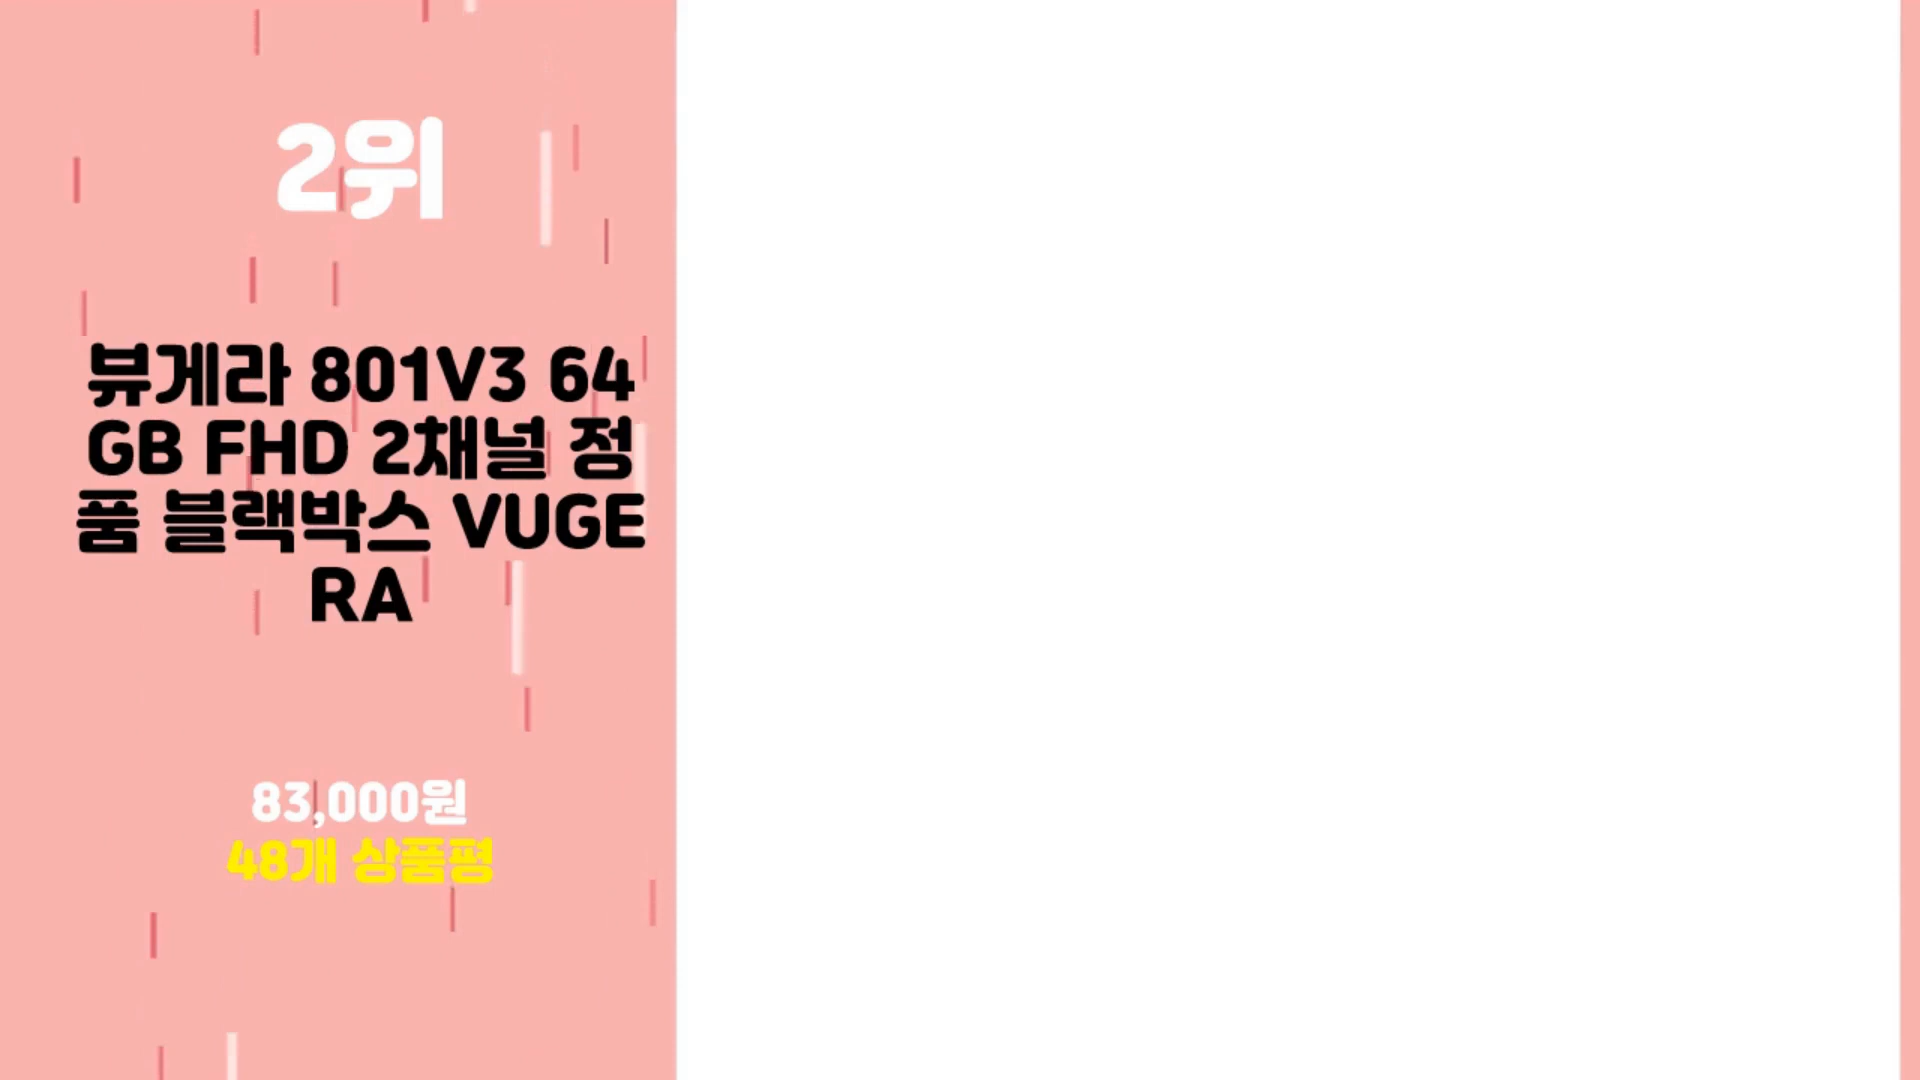 2위
뷰게라 801V3 64
GB FHD 2채널 정
품 블랙박스 VUGE
RA
83,000원
48개 상품평